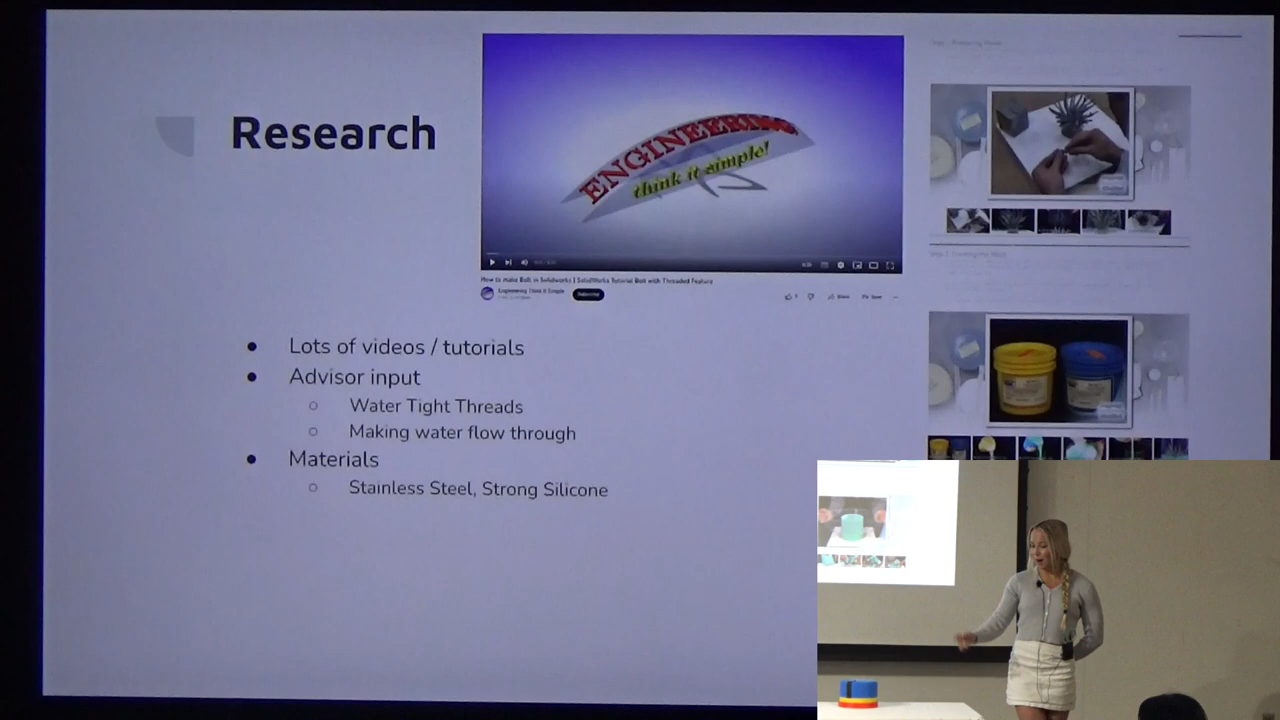 Research
ENGINEERING
think it simple!
How to make Bolt in Solidworks | SolidWorks Tutorial Bolt with Threaded Feature
Engineering Think it Simple
Subscribe
Share
Save
Lots of videos / tutorials
Advisor input
Water Tight Threads
Making water flow through
Materials
Stainless Steel, Strong Silicone